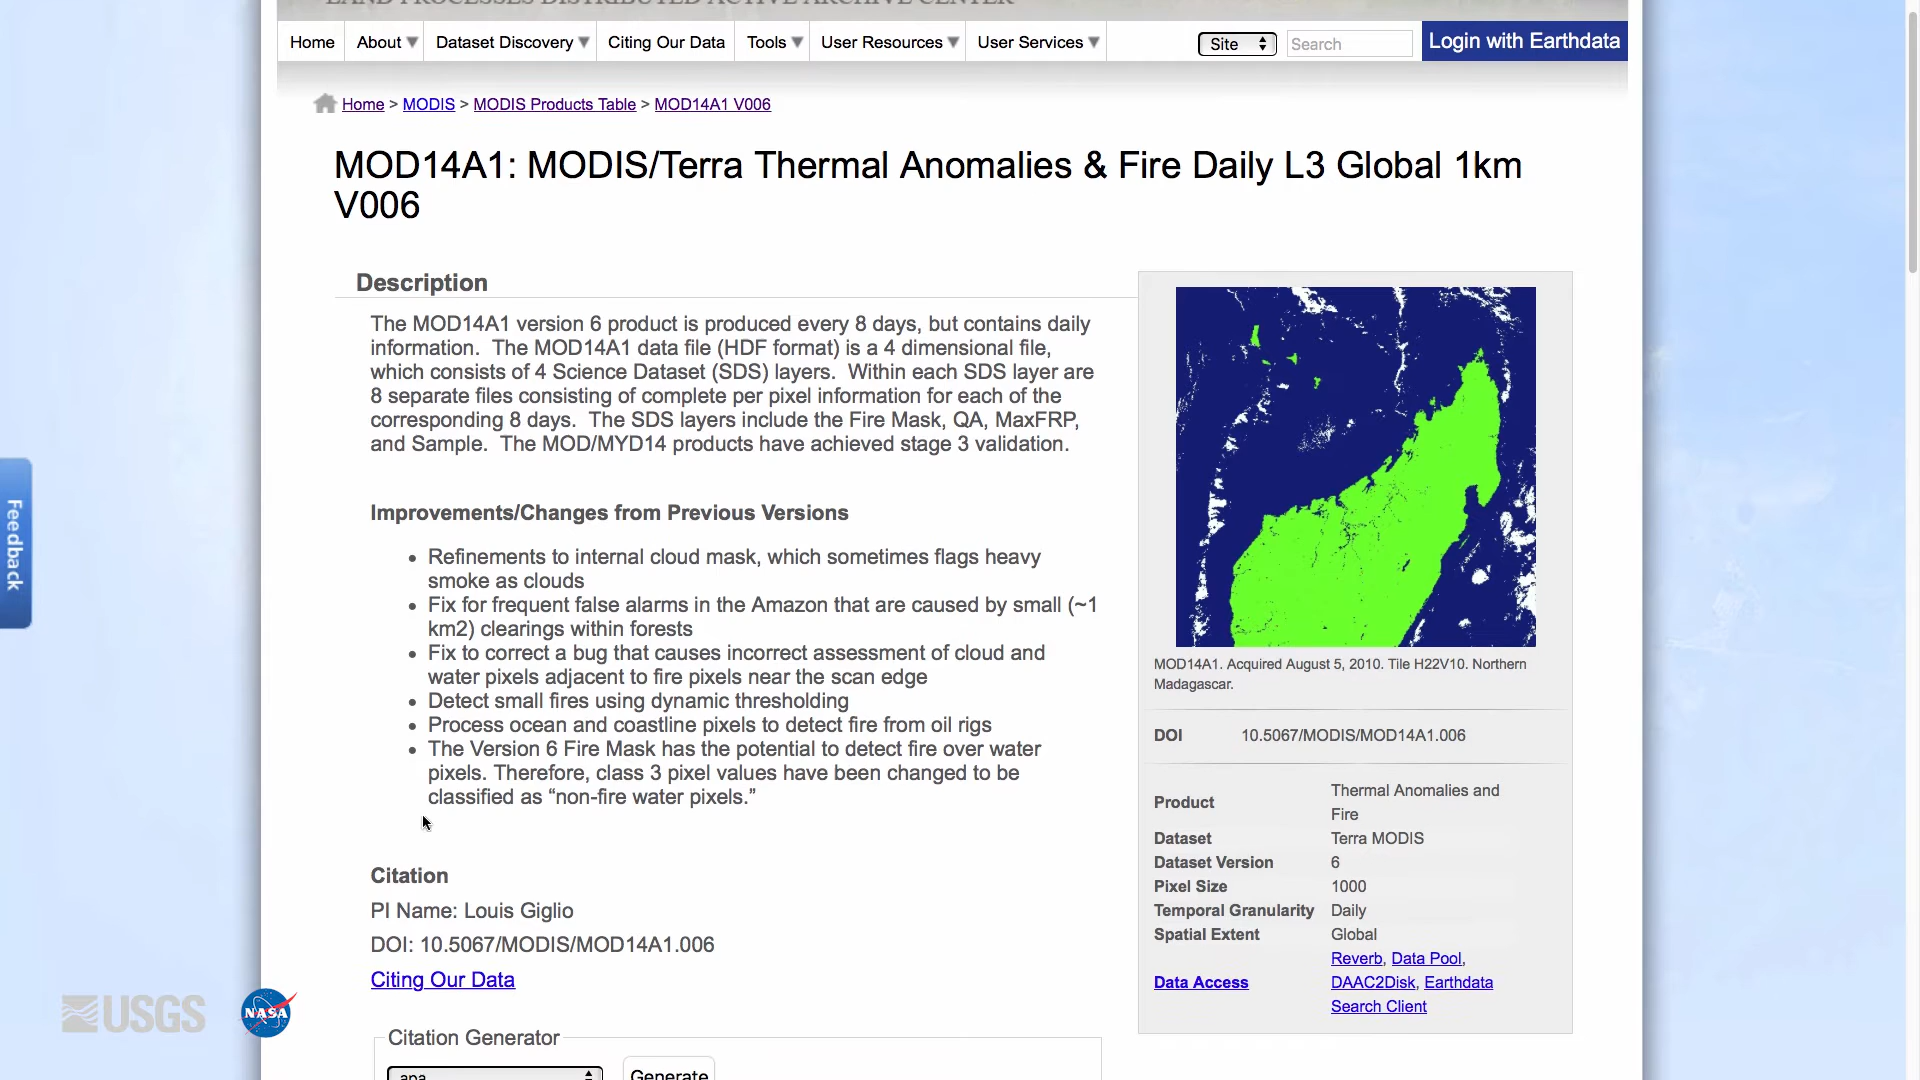 LAND PROCESSES DISTRIBUTED ACTIVE ARCHIVE CENTER
Home About Dataset Discovery Citing Our Data Tools User Resources User Services Site Search Login with Earthdata
Home > MODIS > MODIS Products Table > MOD14A1 V006
MOD14A1: MODIS/Terra Thermal Anomalies & Fire Daily L3 Global 1km
V006
Description
The MOD14A1 version 6 product is produced every 8 days, but contains daily
information. The MOD14A1 data file (HDF format) is a 4 dimensional file,
which consists of 4 Science Dataset (SDS) layers. Within each SDS layer are
8 separate files consisting of complete per pixel information for each of the
corresponding 8 days. The SDS layers include the Fire Mask, QA, MaxFRP,
and Sample. The MOD/MYD14 products have achieved stage 3 validation.
Improvements/Changes from Previous Versions
• Refinements to internal cloud mask, which sometimes flags heavy
smoke as clouds
• Fix for frequent false alarms in the Amazon that are caused by small (~1
km2) clearings within forests
• Fix to correct a bug that causes incorrect assessment of cloud and
water pixels adjacent to fire pixels near the scan edge
• Detect small fires using dynamic thresholding
• Process ocean and coastline pixels to detect fire from oil rigs
• The Version 6 Fire Mask has the potential to detect fire over water
pixels. Therefore, class 3 pixel values have been changed to be
classified as “non-fire water pixels.”
Citation
PI Name: Louis Giglio
DOI: 10.5067/MODIS/MOD14A1.006
Citing Our Data
Citation Generator
apa Generate
MOD14A1. Acquired August 5, 2010. Tile H22V10. Northern
Madagascar.
DOI 10.5067/MODIS/MOD14A1.006
Product Thermal Anomalies and
Fire
Dataset Terra MODIS
Dataset Version 6
Pixel Size 1000
Temporal Granularity Daily
Spatial Extent Global
Data Access Reverb, Data Pool,
DAAC2Disk, Earthdata
Search Client
Feedback
USGS
NASA